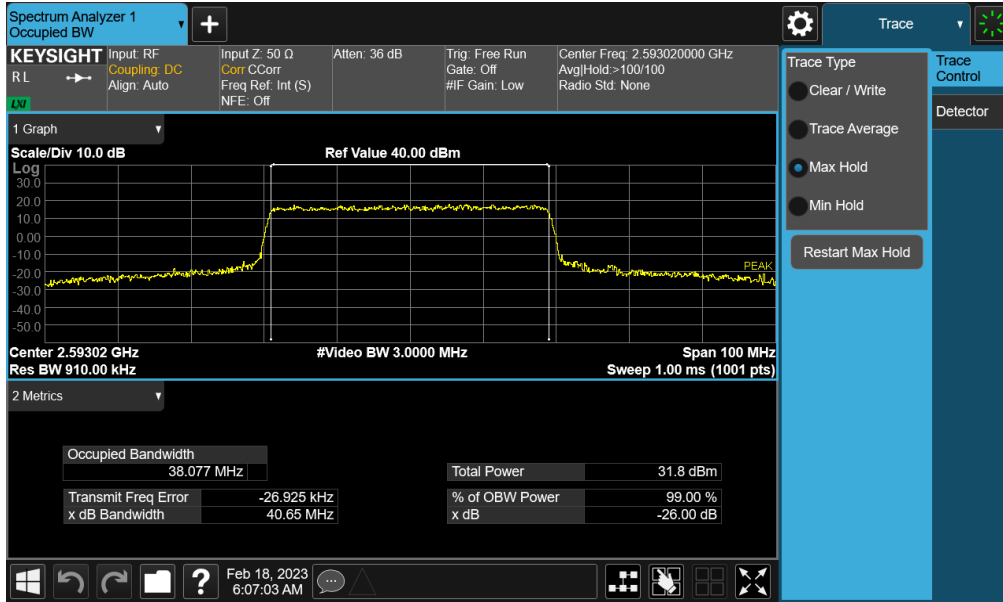 Spectrum Analyzer 1
Occupied BW
Trace
KEYSIGHT
R L
LXI
Input: RF
Coupling: DC
Align: Auto
Input Z: 50 Ω
Corr CCorr
Freq Ref: Int (S)
NFE: Off
Atten: 36 dB
Trig: Free Run
Gate: Off
#IF Gain: Low
Center Freq: 2.593020000 GHz
Avg|Hold:>100/100
Radio Std: None
1 Graph
Scale/Div 10.0 dB
Ref Value 40.00 dBm
Log
30.0
20.0
10.0
0.00
-10.0
-20.0
-30.0
-40.0
-50.0
PEAK
Center 2.59302 GHz
#Video BW 3.0000 MHz
Span 100 MHz
Res BW 910.00 kHz
Sweep 1.00 ms (1001 pts)
2 Metrics
Occupied Bandwidth
38.077 MHz
Total Power 31.8 dBm
Transmit Freq Error -26.925 kHz
% of OBW Power 99.00 %
x dB Bandwidth 40.65 MHz
x dB -26.00 dB
Trace Type
Clear / Write
Trace Average
Max Hold
Min Hold
Restart Max Hold
Trace
Control
Detector
?
Feb 18, 2023
6:07:03 AM